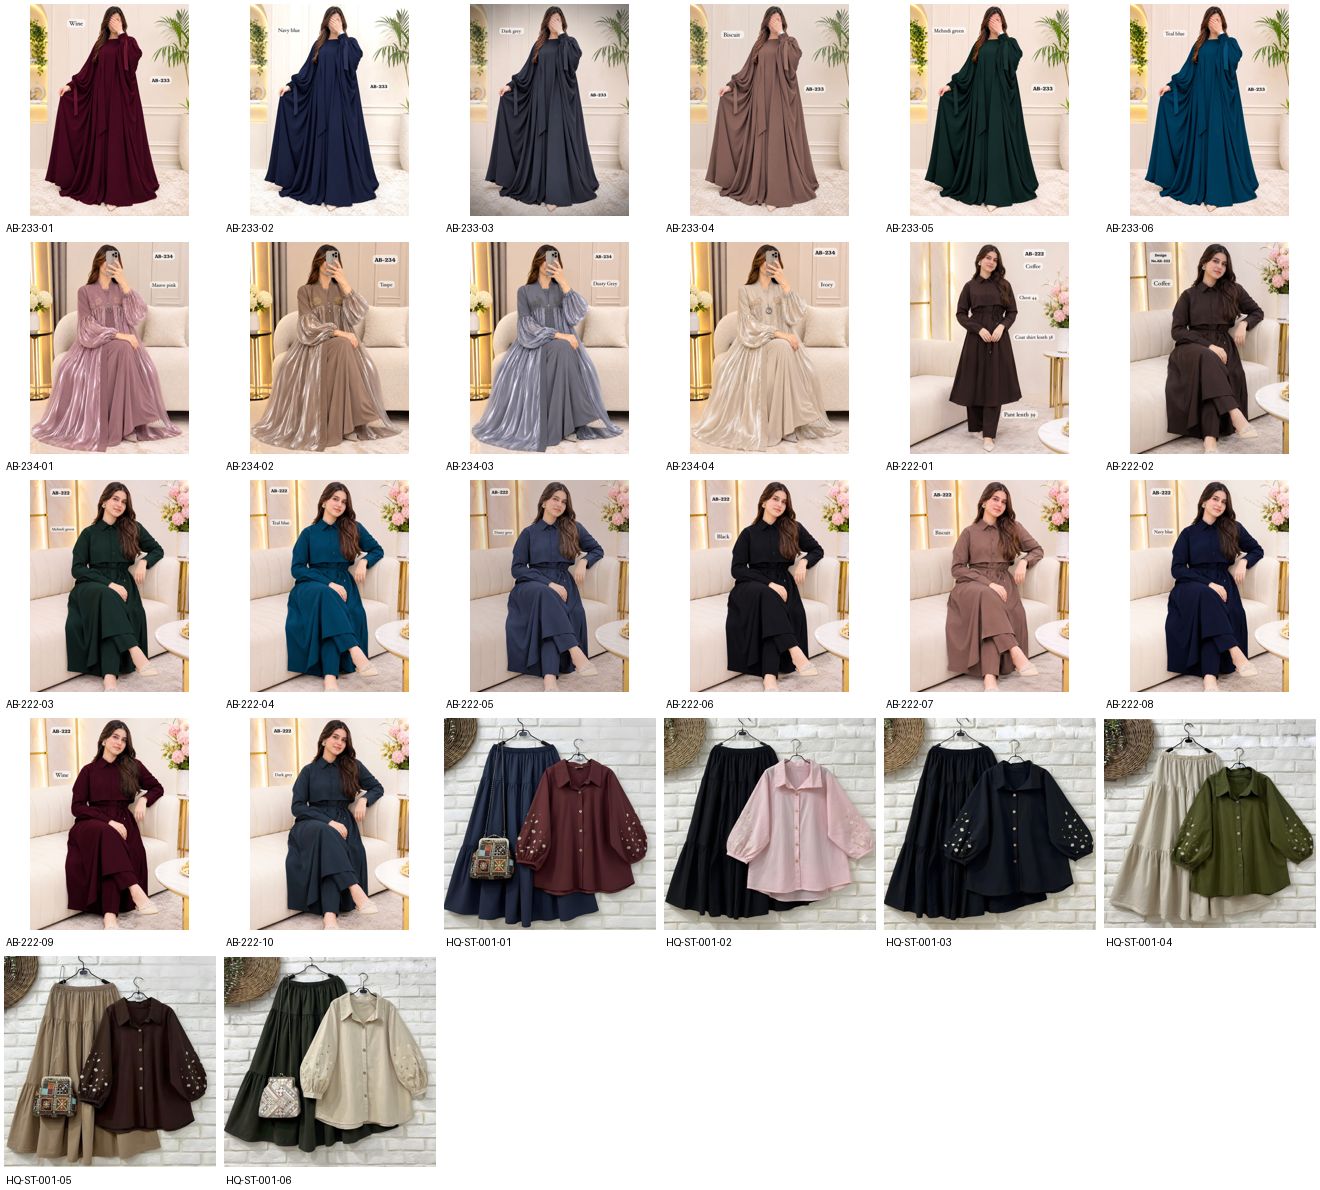 Wine
AB-233
AB-233-01
Navy blue
AB-233
AB-233-02
Dark grey
AB-233
AB-233-03
Biscuit
AB-233
AB-233-04
Mehndi green
AB-233
AB-233-05
Teal blue
AB-233
AB-233-06
AB-234
Mauve pink
AB-234-01
AB-234
Taupe
AB-234-02
AB-234
Dusty Grey
AB-234-03
AB-234
Ivory
AB-234-04
AB-222
Coffee
Chest 44
Coat shirt lenth 38
Pant lenth 39
AB-222-01
Design
No.AB-222
Coffee
AB-222-02
AB-222
Mehndi green
AB-222-03
AB-222
Teal blue
AB-222-04
AB-222
AB-222-05
AB-222
Black
AB-222-06
AB-222
Biscuit
AB-222-07
AB-222
Navy blue
AB-222-08
AB-222
Wine
AB-222-09
AB-222
Dark grey
AB-222-10
HQ-ST-001-01
HQ-ST-001-02
HQ-ST-001-03
HQ-ST-001-04
HQ-ST-001-05
HQ-ST-001-06